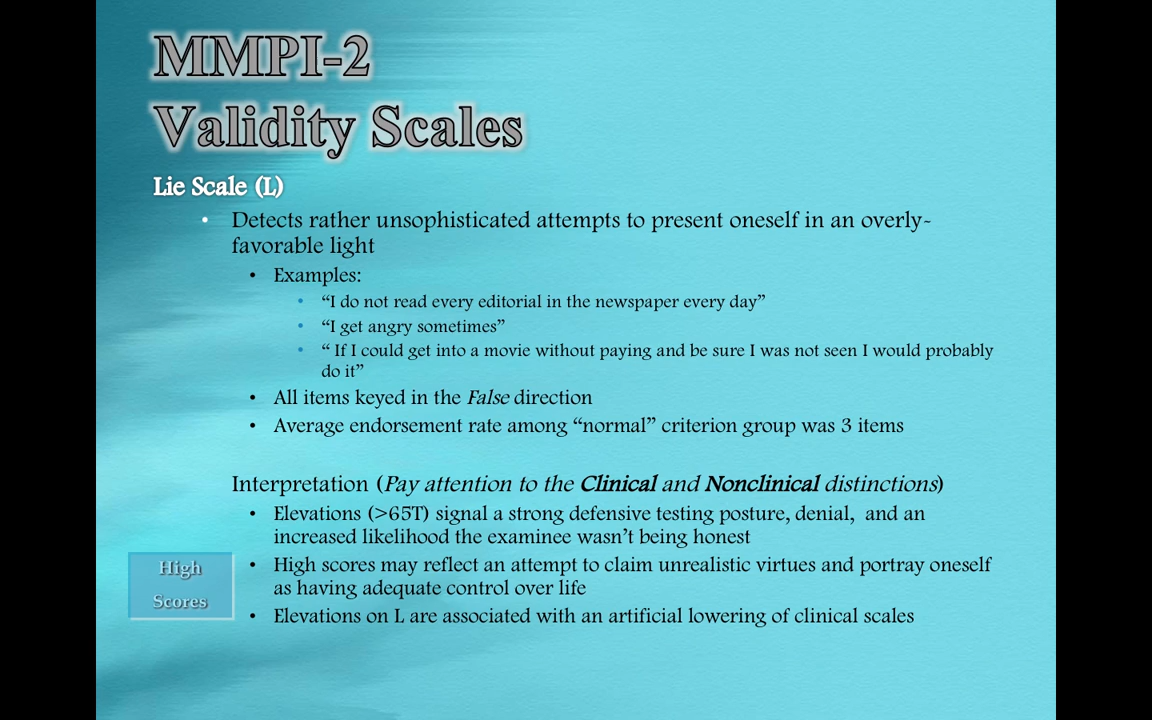 MMPI-2
Validity Scales
Lie Scale (L)
• Detects rather unsophisticated attempts to present oneself in an overly-
favorable light
• Examples:
• “I do not read every editorial in the newspaper every day”
• “I get angry sometimes”
• “ If I could get into a movie without paying and be sure I was not seen I would probably
do it”
• All items keyed in the False direction
• Average endorsement rate among “normal” criterion group was 3 items
Interpretation (Pay attention to the Clinical and Nonclinical distinctions)
• Elevations (>65T) signal a strong defensive testing posture, denial,  and an
increased likelihood the examinee wasn’t being honest
High
Scores
• High scores may reflect an attempt to claim unrealistic virtues and portray oneself
as having adequate control over life
• Elevations on L are associated with an artificial lowering of clinical scales